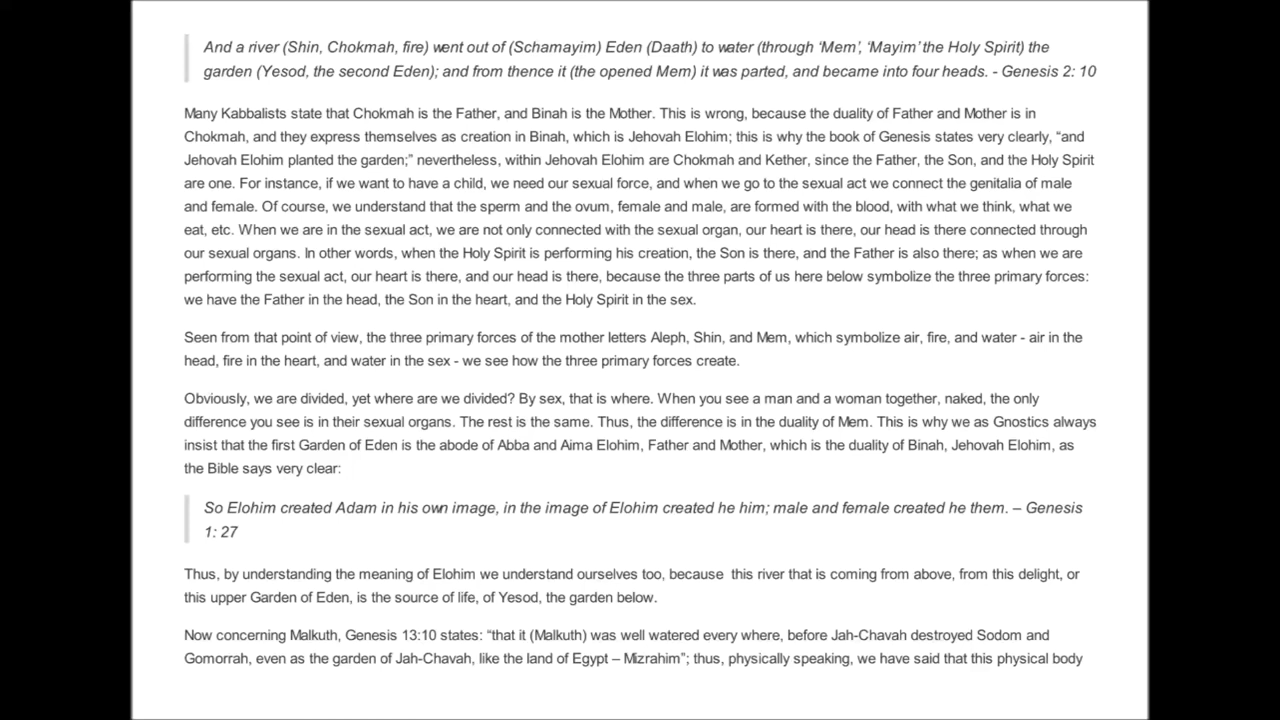 And a river (Shin, Chokmah, fire) went out of (Schamayim) Eden (Daath) to water (through ‘Mem’, ‘Mayim’ the Holy Spirit) the
garden (Yesod, the second Eden); and from thence it (the opened Mem) it was parted, and became into four heads. - Genesis 2: 10
Many Kabbalists state that Chokmah is the Father, and Binah is the Mother. This is wrong, because the duality of Father and Mother is in
Chokmah, and they express themselves as creation in Binah, which is Jehovah Elohim; this is why the book of Genesis states very clearly, “and
Jehovah Elohim planted the garden;” nevertheless, within Jehovah Elohim are Chokmah and Kether, since the Father, the Son, and the Holy Spirit
are one. For instance, if we want to have a child, we need our sexual force, and when we go to the sexual act we connect the genitalia of male
and female. Of course, we understand that the sperm and the ovum, female and male, are formed with the blood, with what we think, what we
eat, etc. When we are in the sexual act, we are not only connected with the sexual organ, our heart is there, our head is there connected through
our sexual organs. In other words, when the Holy Spirit is performing his creation, the Son is there, and the Father is also there; as when we are
performing the sexual act, our heart is there, and our head is there, because the three parts of us here below symbolize the three primary forces:
we have the Father in the head, the Son in the heart, and the Holy Spirit in the sex.
Seen from that point of view, the three primary forces of the mother letters Aleph, Shin, and Mem, which symbolize air, fire, and water - air in the
head, fire in the heart, and water in the sex - we see how the three primary forces create.
Obviously, we are divided, yet where are we divided? By sex, that is where. When you see a man and a woman together, naked, the only
difference you see is in their sexual organs. The rest is the same. Thus, the difference is in the duality of Mem. This is why we as Gnostics always
insist that the first Garden of Eden is the abode of Abba and Aima Elohim, Father and Mother, which is the duality of Binah, Jehovah Elohim, as
the Bible says very clear:
So Elohim created Adam in his own image, in the image of Elohim created he him; male and female created he them. – Genesis
1: 27
Thus, by understanding the meaning of Elohim we understand ourselves too, because this river that is coming from above, from this delight, or
this upper Garden of Eden, is the source of life, of Yesod, the garden below.
Now concerning Malkuth, Genesis 13:10 states: “that it (Malkuth) was well watered every where, before Jah-Chavah destroyed Sodom and
Gomorrah, even as the garden of Jah-Chavah, like the land of Egypt – Mizrahim”; thus, physically speaking, we have said that this physical body